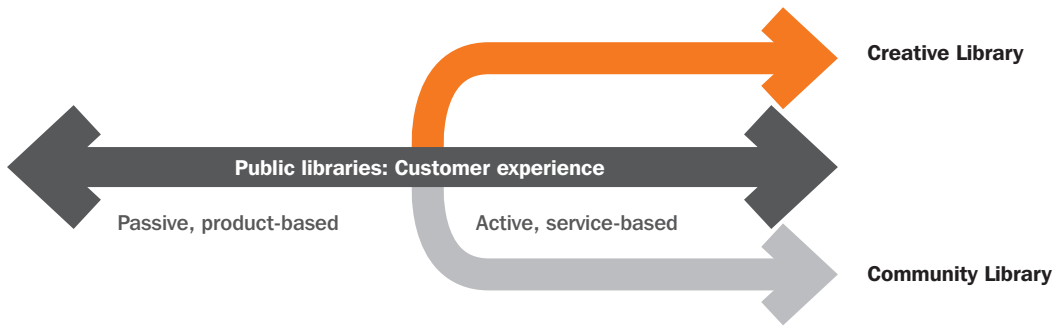 Creative Library
Public libraries: Customer experience
Passive, product-based
Active, service-based
Community Library